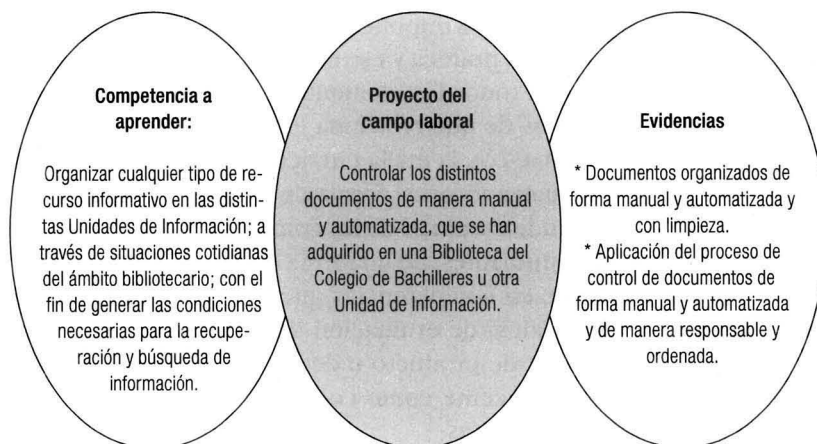 Competencia a
aprender:
Organizar cualquier tipo de re-
curso informativo en las distin-
tas Unidades de Información; a
través de situaciones cotidianas
del ámbito bibliotecario; con el
fin de generar las condiciones
necesarias para la recupe-
ración y búsqueda de
información.
Proyecto del
campo laboral
Controlar los distintos
documentos de manera manual
y automatizada, que se han
adquirido en una Biblioteca del
Colegio de Bachilleres u otra
Unidad de Información.
Evidencias
* Documentos organizados de
forma manual y automatizada y
con limpieza.
* Aplicación del proceso de
control de documentos de
forma manual y automatizada
y de manera responsable y
ordenada.